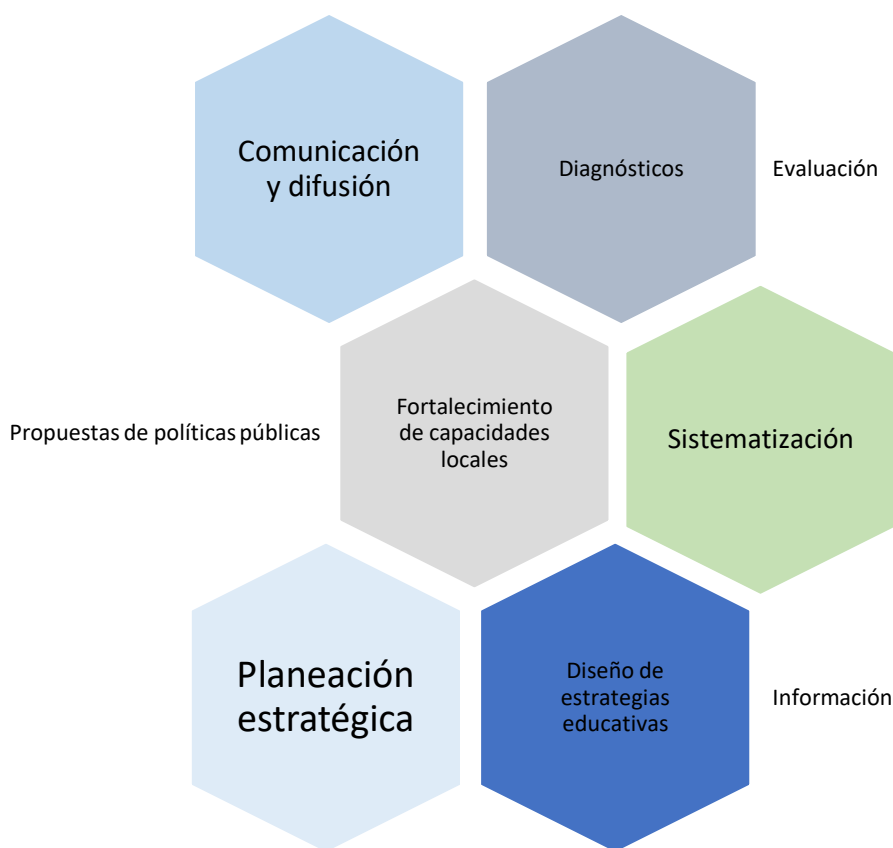 Comunicación
y difusión
Diagnósticos
Evaluación
Propuestas de políticas públicas
Fortalecimiento
de capacidades
locales
Sistematización
Planeación
estratégica
Diseño de
estrategias
educativas
Información